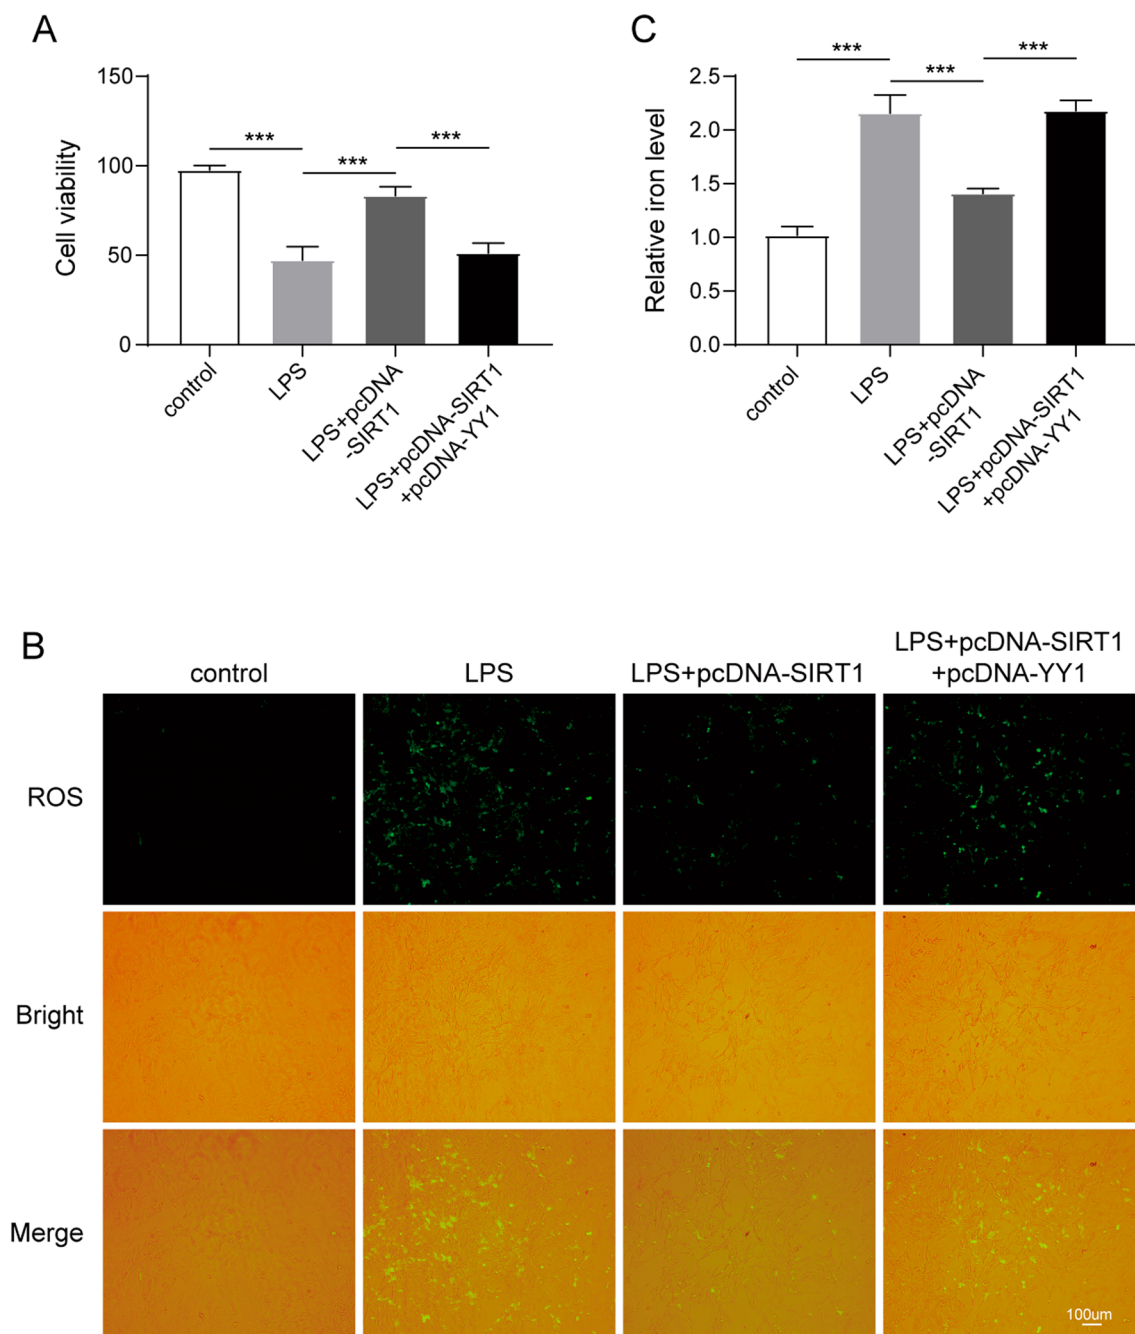 A
Cell viability
150
100
50
0
***
***
***
control
LPS
LPS+pcDNA
-SIRT1
LPS+pcDNA-SIRT1
+pcDNA-YY1
C
Relative iron level
2.5
2.0
1.5
1.0
0.5
0.0
***
***
***
control
LPS
LPS+pcDNA
-SIRT1
LPS+pcDNA-SIRT1
+pcDNA-YY1
B
control
LPS
LPS+pcDNA-SIRT1
LPS+pcDNA-SIRT1
+pcDNA-YY1
ROS
Bright
Merge
100um